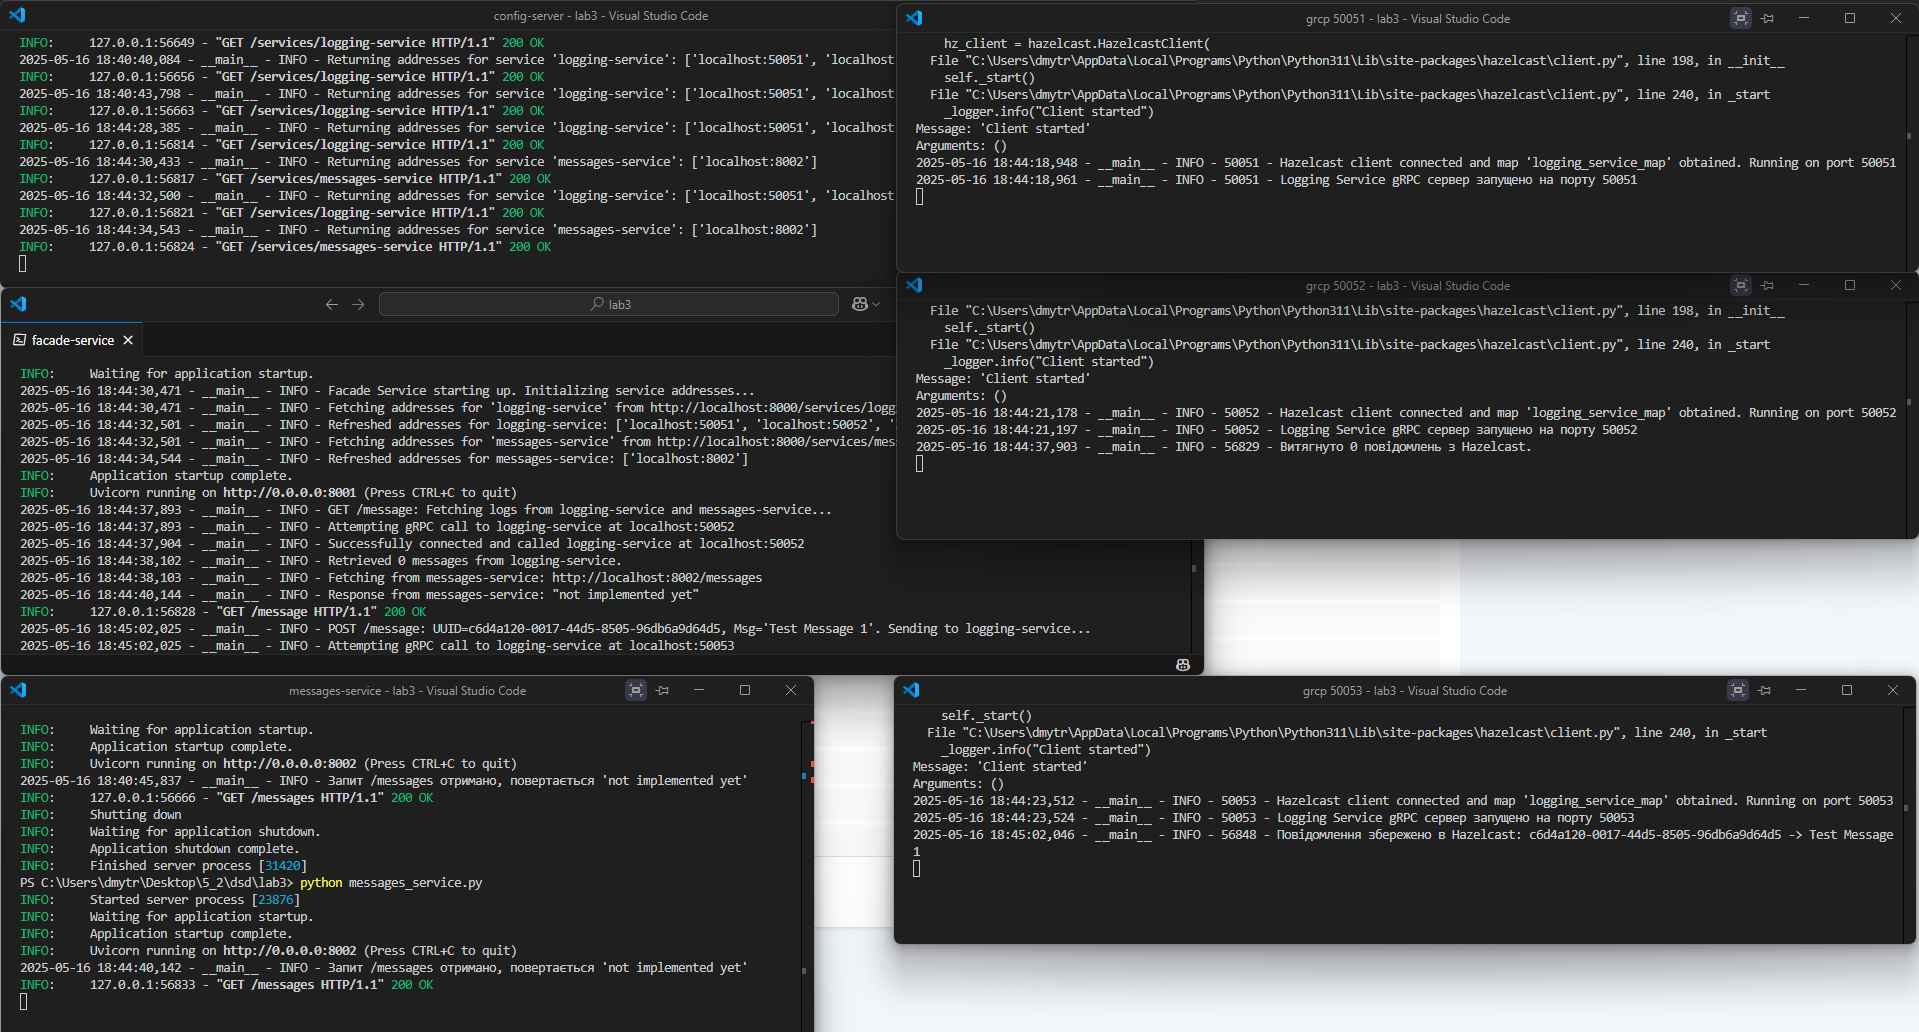 config-server - lab3 - Visual Studio Code
INFO:     127.0.0.1:56649 - "GET /services/logging-service HTTP/1.1" 200 OK
2025-05-16 18:40:40,084 - __main__ - INFO - Returning addresses for service 'logging-service': ['localhost:50051', 'localhost
INFO:     127.0.0.1:56656 - "GET /services/logging-service HTTP/1.1" 200 OK
2025-05-16 18:40:43,798 - __main__ - INFO - Returning addresses for service 'logging-service': ['localhost:50051', 'localhost
INFO:     127.0.0.1:56663 - "GET /services/logging-service HTTP/1.1" 200 OK
2025-05-16 18:44:28,385 - __main__ - INFO - Returning addresses for service 'logging-service': ['localhost:50051', 'localhost
INFO:     127.0.0.1:56814 - "GET /services/logging-service HTTP/1.1" 200 OK
2025-05-16 18:44:30,433 - __main__ - INFO - Returning addresses for service 'messages-service': ['localhost:8002']
INFO:     127.0.0.1:56817 - "GET /services/messages-service HTTP/1.1" 200 OK
2025-05-16 18:44:32,500 - __main__ - INFO - Returning addresses for service 'logging-service': ['localhost:50051', 'localhost
INFO:     127.0.0.1:56821 - "GET /services/logging-service HTTP/1.1" 200 OK
2025-05-16 18:44:34,543 - __main__ - INFO - Returning addresses for service 'messages-service': ['localhost:8002']
INFO:     127.0.0.1:56824 - "GET /services/messages-service HTTP/1.1" 200 OK
grcp 50051 - lab3 - Visual Studio Code
hz_client = hazelcast.HazelcastClient(
File "C:\Users\dmytr\AppData\Local\Programs\Python\Python311\Lib\site-packages\hazelcast\client.py", line 198, in __init__
self._start()
File "C:\Users\dmytr\AppData\Local\Programs\Python\Python311\Lib\site-packages\hazelcast\client.py", line 240, in _start
_logger.info("Client started")
Message: 'Client started'
Arguments: ()
2025-05-16 18:44:18,948 - __main__ - INFO - 50051 - Hazelcast client connected and map 'logging_service_map' obtained. Running on port 50051
2025-05-16 18:44:18,961 - __main__ - INFO - 50051 - Logging Service gRPC сервер запущено на порту 50051
lab3
facade-service
INFO:     Waiting for application startup.
2025-05-16 18:44:30,471 - __main__ - INFO - Facade Service starting up. Initializing service addresses...
2025-05-16 18:44:30,471 - __main__ - INFO - Fetching addresses for 'logging-service' from http://localhost:8000/services/logg
2025-05-16 18:44:32,501 - __main__ - INFO - Refreshed addresses for logging-service: ['localhost:50051', 'localhost:50052', '
2025-05-16 18:44:32,501 - __main__ - INFO - Fetching addresses for 'messages-service' from http://localhost:8000/services/mes
2025-05-16 18:44:34,544 - __main__ - INFO - Refreshed addresses for messages-service: ['localhost:8002']
INFO:     Application startup complete.
INFO:     Uvicorn running on http://0.0.0.0:8001 (Press CTRL+C to quit)
2025-05-16 18:44:37,893 - __main__ - INFO - GET /message: Fetching logs from logging-service and messages-service...
2025-05-16 18:44:37,893 - __main__ - INFO - Attempting gRPC call to logging-service at localhost:50052
2025-05-16 18:44:37,904 - __main__ - INFO - Successfully connected and called logging-service at localhost:50052
2025-05-16 18:44:38,102 - __main__ - INFO - Retrieved 0 messages from logging-service.
2025-05-16 18:44:38,103 - __main__ - INFO - Fetching from messages-service: http://localhost:8002/messages
2025-05-16 18:44:40,144 - __main__ - INFO - Response from messages-service: "not implemented yet"
INFO:     127.0.0.1:56828 - "GET /message HTTP/1.1" 200 OK
2025-05-16 18:45:02,025 - __main__ - INFO - POST /message: UUID=c6d4a120-0017-44d5-8505-96db6a9d64d5, Msg='Test Message 1'. Sending to logging-service...
2025-05-16 18:45:02,025 - __main__ - INFO - Attempting gRPC call to logging-service at localhost:50053
grcp 50052 - lab3 - Visual Studio Code
File "C:\Users\dmytr\AppData\Local\Programs\Python\Python311\Lib\site-packages\hazelcast\client.py", line 198, in __init__
self._start()
File "C:\Users\dmytr\AppData\Local\Programs\Python\Python311\Lib\site-packages\hazelcast\client.py", line 240, in _start
_logger.info("Client started")
Message: 'Client started'
Arguments: ()
2025-05-16 18:44:21,178 - __main__ - INFO - 50052 - Hazelcast client connected and map 'logging_service_map' obtained. Running on port 50052
2025-05-16 18:44:21,197 - __main__ - INFO - 50052 - Logging Service gRPC сервер запущено на порту 50052
2025-05-16 18:44:37,903 - __main__ - INFO - 56829 - Витягнуто 0 повідомлень з Hazelcast.
messages-service - lab3 - Visual Studio Code
INFO:     Waiting for application startup.
INFO:     Application startup complete.
INFO:     Uvicorn running on http://0.0.0.0:8002 (Press CTRL+C to quit)
2025-05-16 18:40:45,837 - __main__ - INFO - Запит /messages отримано, повертається 'not implemented yet'
INFO:     127.0.0.1:56666 - "GET /messages HTTP/1.1" 200 OK
INFO:     Shutting down
INFO:     Waiting for application shutdown.
INFO:     Application shutdown complete.
INFO:     Finished server process [31420]
PS C:\Users\dmytr\Desktop\5_2\dsd\lab3> python messages_service.py
INFO:     Started server process [23876]
INFO:     Waiting for application startup.
INFO:     Application startup complete.
INFO:     Uvicorn running on http://0.0.0.0:8002 (Press CTRL+C to quit)
2025-05-16 18:44:40,142 - __main__ - INFO - Запит /messages отримано, повертається 'not implemented yet'
INFO:     127.0.0.1:56833 - "GET /messages HTTP/1.1" 200 OK
grcp 50053 - lab3 - Visual Studio Code
self._start()
File "C:\Users\dmytr\AppData\Local\Programs\Python\Python311\Lib\site-packages\hazelcast\client.py", line 240, in _start
_logger.info("Client started")
Message: 'Client started'
Arguments: ()
2025-05-16 18:44:23,512 - __main__ - INFO - 50053 - Hazelcast client connected and map 'logging_service_map' obtained. Running on port 50053
2025-05-16 18:44:23,524 - __main__ - INFO - 50053 - Logging Service gRPC сервер запущено на порту 50053
2025-05-16 18:45:02,046 - __main__ - INFO - 56848 - Повідомлення збережено в Hazelcast: c6d4a120-0017-44d5-8505-96db6a9d64d5 -> Test Message
1